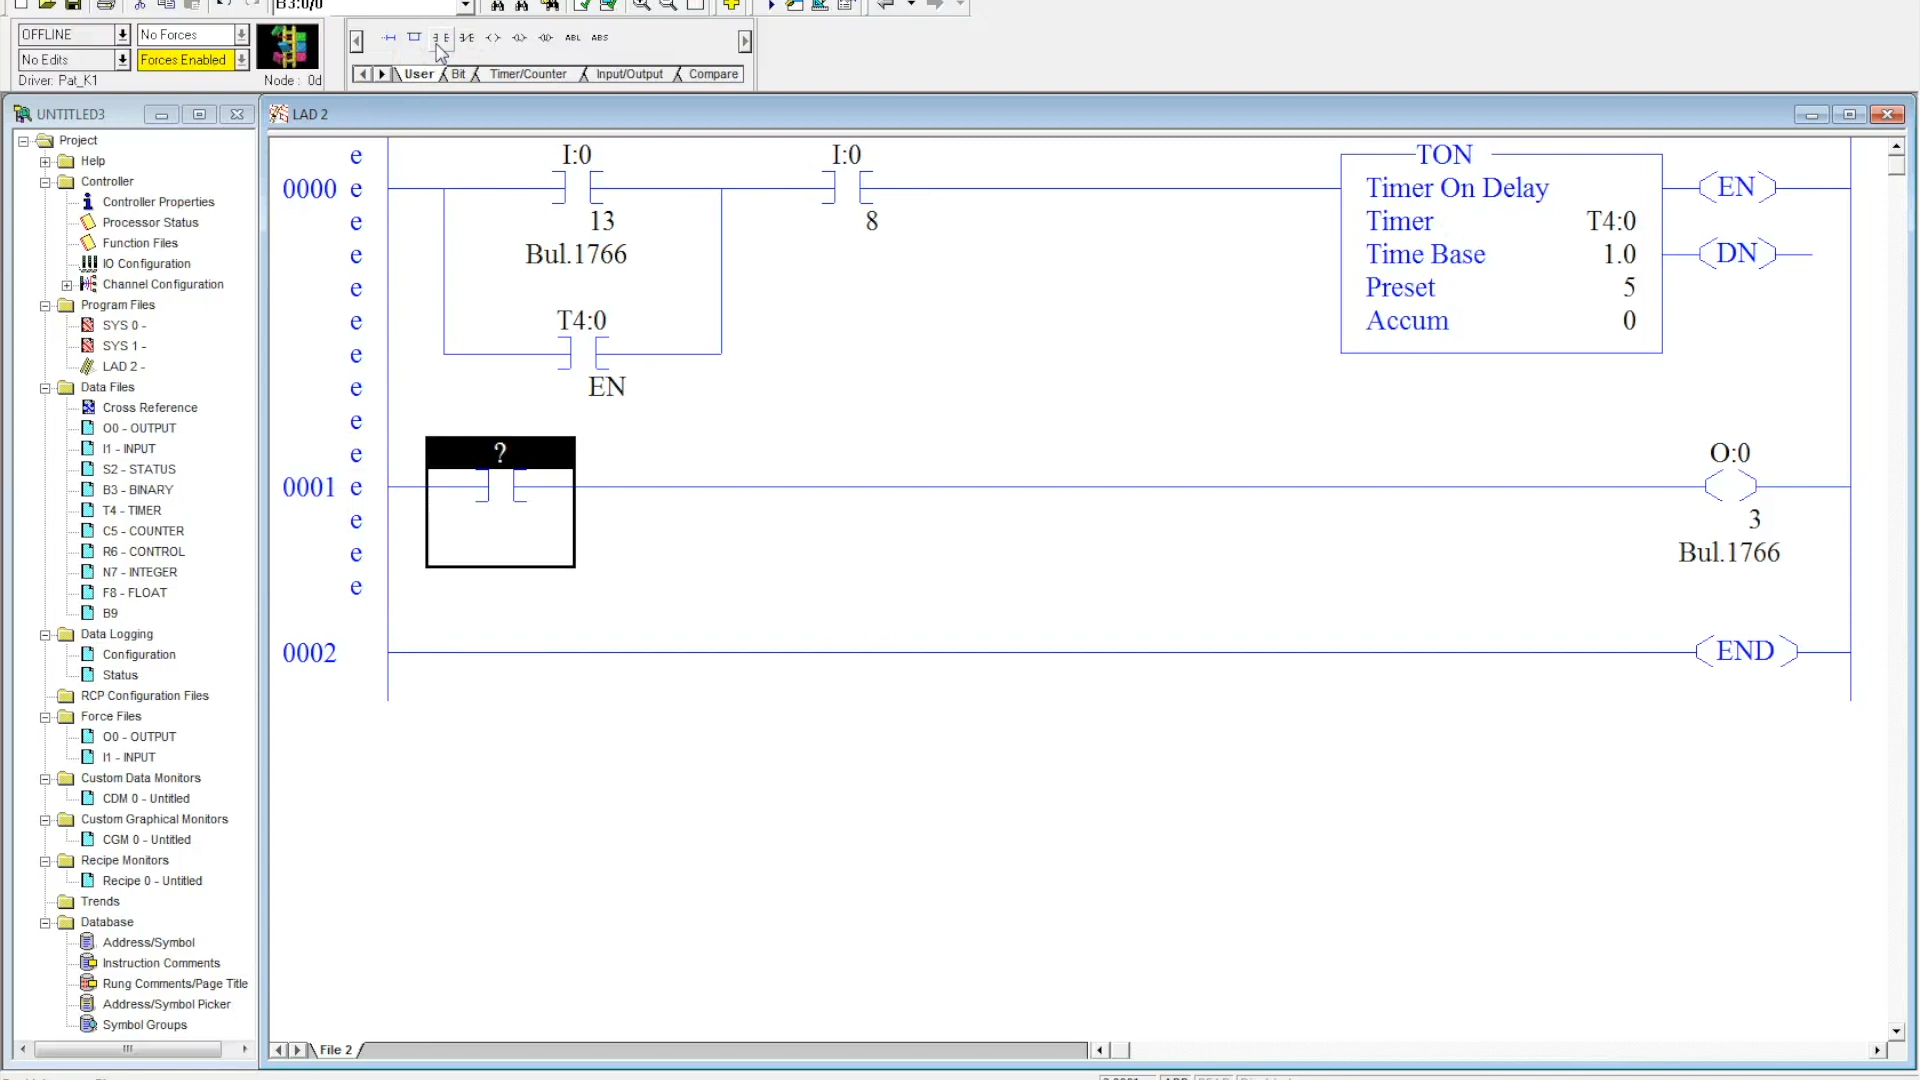 B3:0/0
OFFLINE
No Forces
No Edits
Forces Enabled
Driver: Pat_K1
Node : 0d
ABL
ABS
User
Bit
Timer/Counter
Input/Output
Compare
UNTITLED3
Project
Help
Controller
Controller Properties
Processor Status
Function Files
IO Configuration
Channel Configuration
Program Files
SYS 0 -
SYS 1 -
LAD 2 -
Data Files
Cross Reference
O0 - OUTPUT
I1 - INPUT
S2 - STATUS
B3 - BINARY
T4 - TIMER
C5 - COUNTER
R6 - CONTROL
N7 - INTEGER
F8 - FLOAT
B9
Data Logging
Configuration
Status
RCP Configuration Files
Force Files
O0 - OUTPUT
I1 - INPUT
Custom Data Monitors
CDM 0 - Untitled
Custom Graphical Monitors
CGM 0 - Untitled
Recipe Monitors
Recipe 0 - Untitled
Trends
Database
Address/Symbol
Instruction Comments
Rung Comments/Page Title
Address/Symbol Picker
Symbol Groups
LAD 2
e
I:0
I:0
TON
0000 e
Timer On Delay
EN
e
13
8
Timer T4:0
e
Bul.1766
Time Base 1.0
DN
e
Preset 5
e
T4:0
Accum 0
e
e
EN
e
e
?
O:0
0001 e
e
3
e
Bul.1766
e
0002
END
File 2